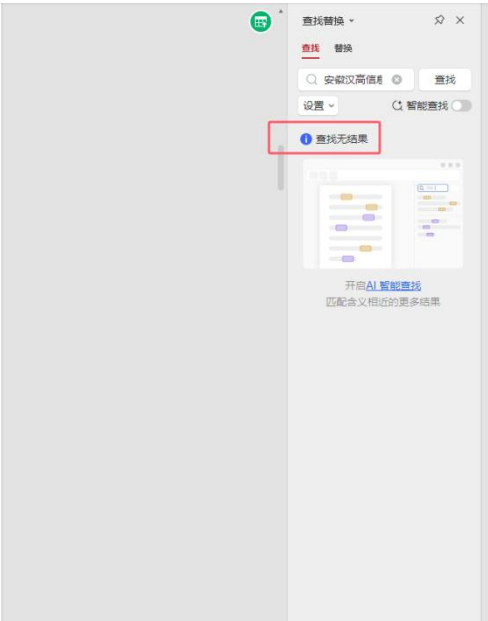 查找替换
查找 替换
安徽汉高信息 查找
设置 智能查找
查找无结果
开启AI 智能查找
匹配含义相近的更多结果